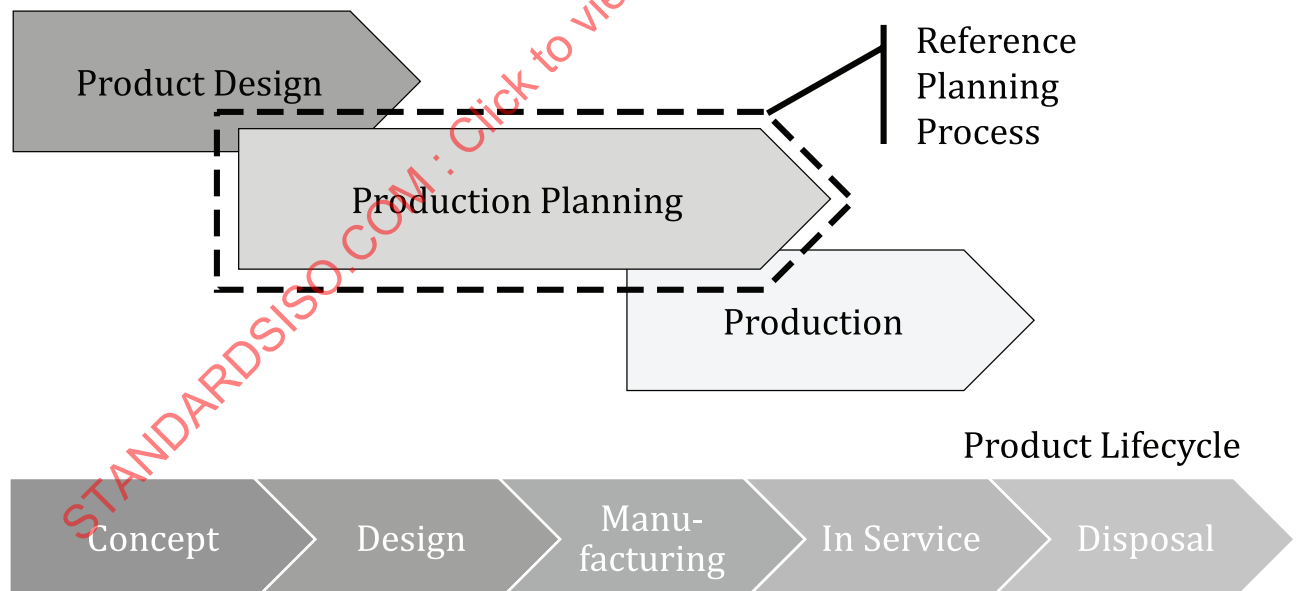 Product Design
Reference
Planning
Process
Production Planning
Production
Product Lifecycle
Concept
Design
Manu-
facturing
In Service
Disposal
STANDARDSISO.COM : Click to vie